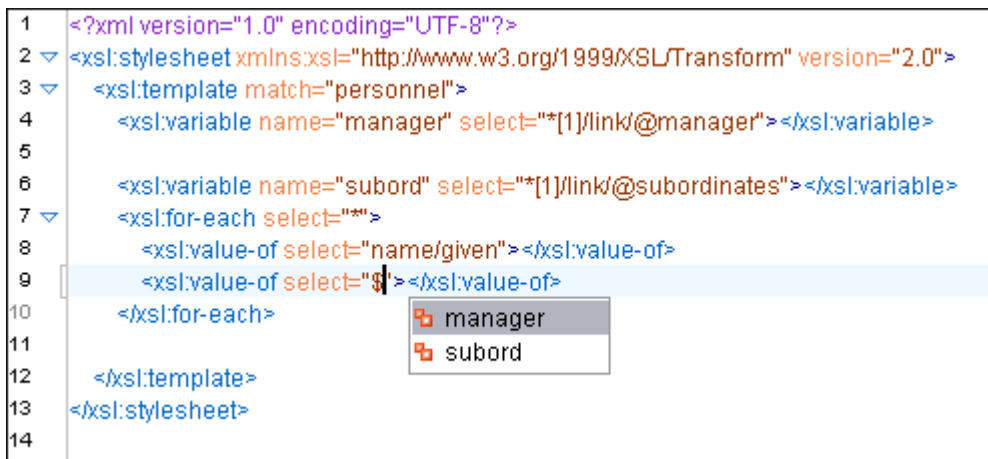 1 <?xml version="1.0" encoding="UTF-8"?>
2 <xsl:stylesheet xmlns:xsl="http://www.w3.org/1999/XSL/Transform" version="2.0">
3 <xsl:template match="personnel">
4 <xsl:variable name="manager" select="*[1]/link/@manager"></xsl:variable>
5
6 <xsl:variable name="subord" select="*[1]/link/@subordinates"></xsl:variable>
7 <xsl:for-each select="*">
8 <xsl:value-of select="name/given"></xsl:value-of>
9 <xsl:value-of select="$"></xsl:value-of>
10 </xsl:for-each>
manager
11
subord
12 </xsl:template>
13 </xsl:stylesheet>
14